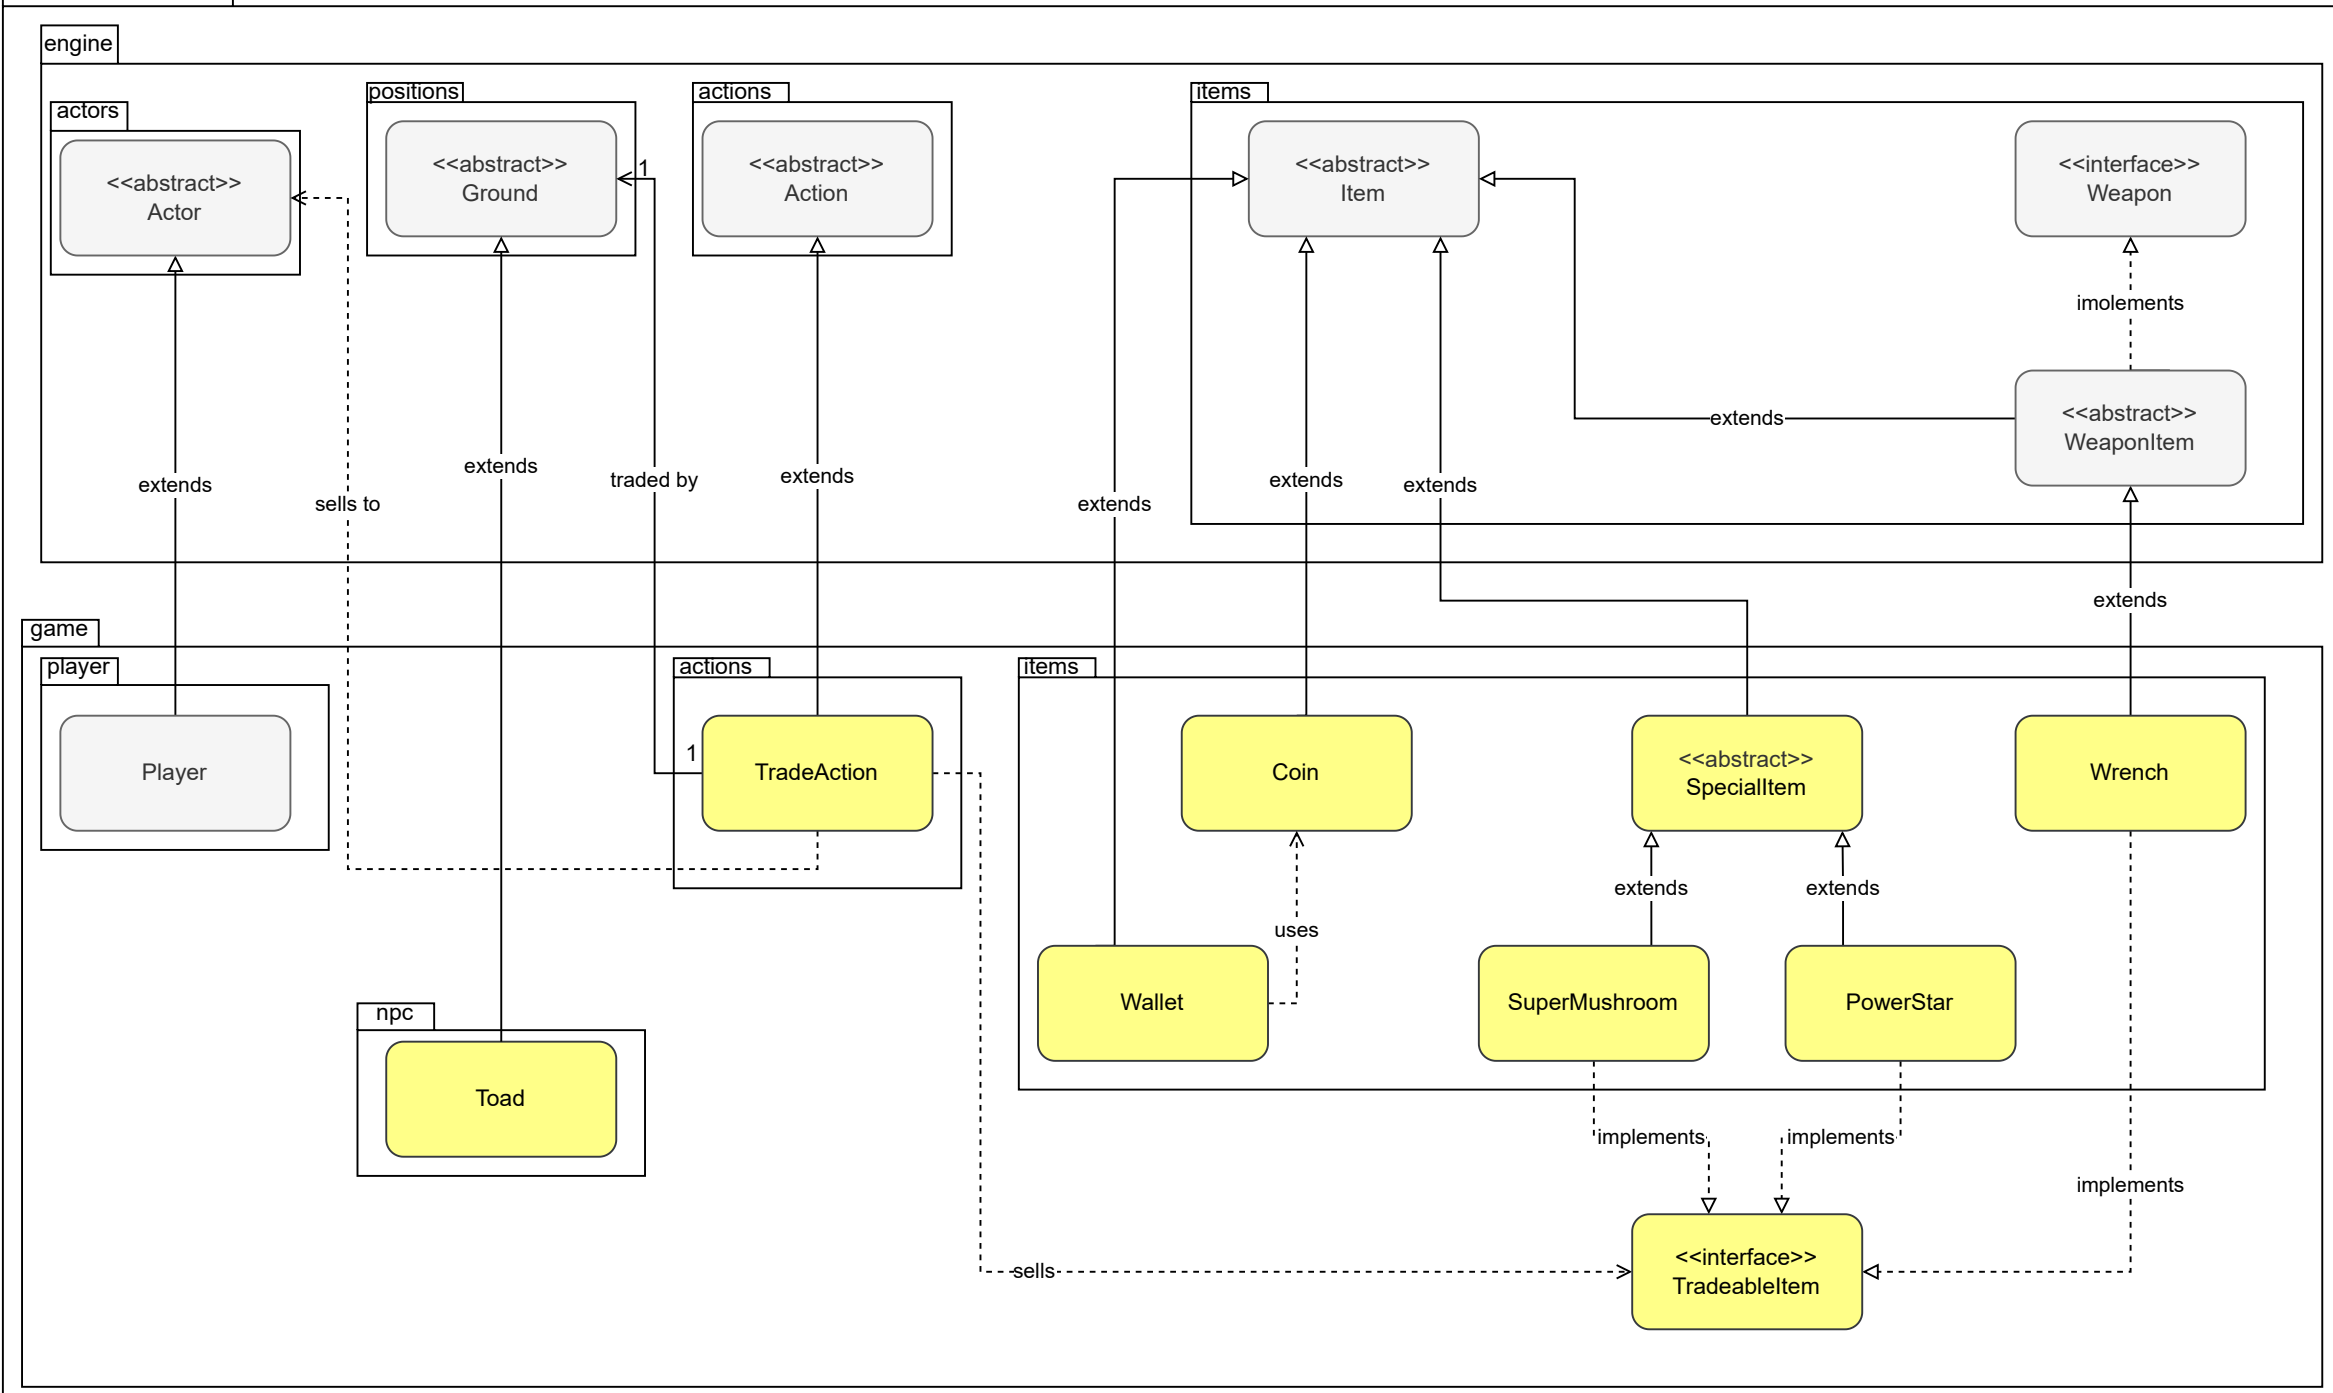 engine
actors
positions
actions
items
<<abstract>>
Actor
<<abstract>>
Ground
1
<<abstract>>
Action
<<abstract>>
Item
<<interface>>
Weapon
imolements
<<abstract>>
WeaponItem
extends
extends
extends
sells to
traded by
extends
extends
extends
extends
extends
game
player
actions
items
Player
1
TradeAction
Coin
<<abstract>>
SpecialItem
Wrench
extends
extends
uses
npc
Toad
Wallet
SuperMushroom
PowerStar
implements
implements
implements
sells
<<interface>>
TradeableItem